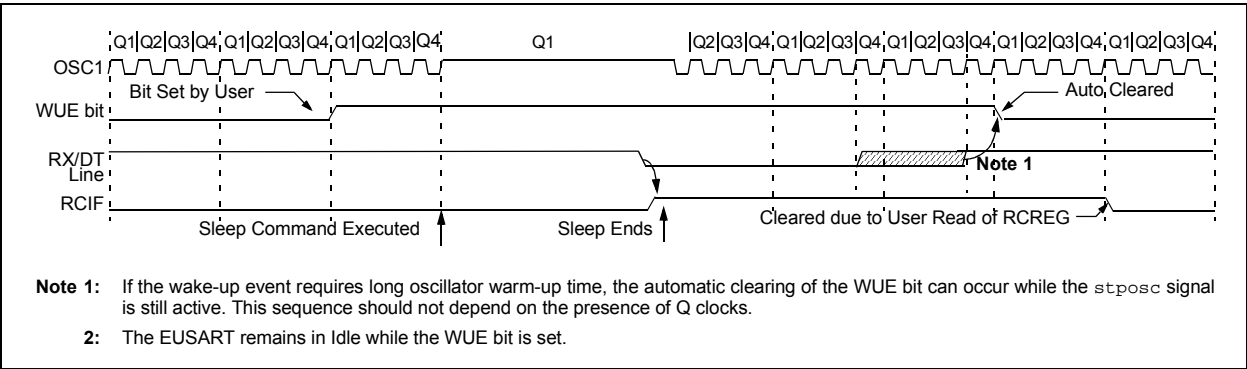 Q1 Q2 Q3 Q4 Q1 Q2 Q3 Q4 Q1 Q2 Q3 Q4 Q1 Q2 Q3 Q4 Q1 Q2 Q3 Q4 Q1 Q2 Q3 Q4 Q1 Q2 Q3 Q4 Q1 Q2 Q3 Q4
OSC1
Bit Set by User
Auto Cleared
WUE bit
RX/DT
Line
Note 1
RCIF
Cleared due to User Read of RCREG
Sleep Command Executed
Sleep Ends
Note 1: If the wake-up event requires long oscillator warm-up time, the automatic clearing of the WUE bit can occur while the stposc signal
is still active. This sequence should not depend on the presence of Q clocks.
2: The EUSART remains in Idle while the WUE bit is set.